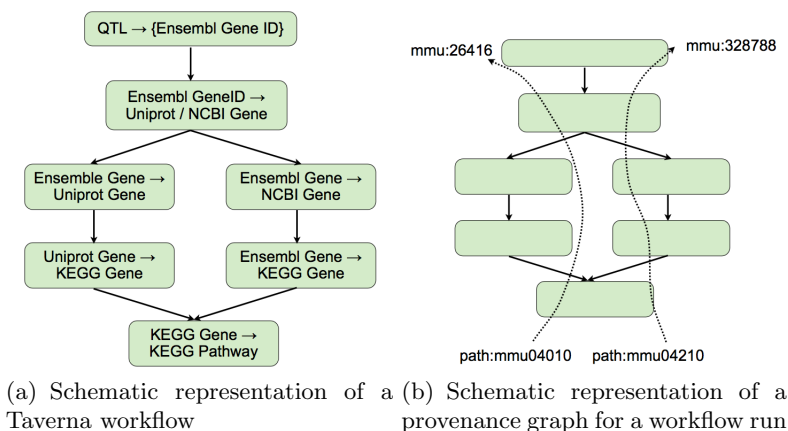 QTL → {Ensembl Gene ID}
Ensembl GeneID →
Uniprot / NCBI Gene
Ensemble Gene →
Uniprot Gene
Ensembl Gene →
NCBI Gene
Uniprot Gene →
KEGG Gene
Ensembl Gene →
KEGG Gene
KEGG Gene →
KEGG Pathway
(a) Schematic representation of a
Taverna workflow
mmu:26416
mmu:328788
path:mmu04010
path:mmu04210
(b) Schematic representation of a
provenance graph for a workflow run